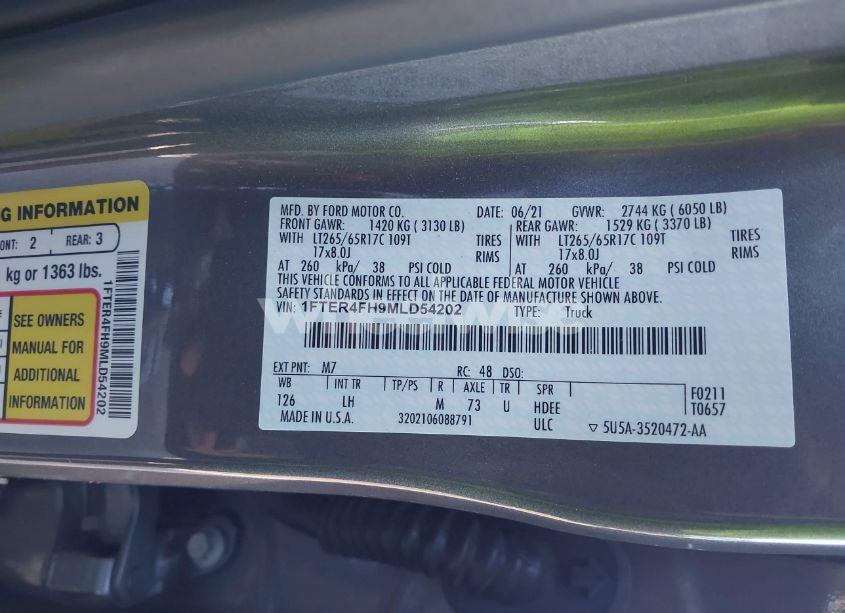 G INFORMATION
ONT: 2 REAR: 3
kg or 1363 lbs.
SEE OWNERS
MANUAL FOR
ADDITIONAL
INFORMATION
1FTER4FH9MLD54202
MFD. BY FORD MOTOR CO. DATE: 06/21 GVWR: 2744 KG ( 6050 LB)
FRONT GAWR: 1420 KG ( 3130 LB) REAR GAWR: 1529 KG ( 3370 LB)
WITH LT265/65R17C 109T TIRES WITH LT265/65R17C 109T TIRES
17x8.0J RIMS 17x8.0J RIMS
AT 260 kPa/ 38 PSI COLD AT 260 kPa/ 38 PSI COLD
THIS VEHICLE CONFORMS TO ALL APPLICABLE FEDERAL MOTOR VEHICLE
SAFETY STANDARDS IN EFFECT ON THE DATE OF MANUFACTURE SHOWN ABOVE.
VIN: 1FTER4FH9MLD54202 TYPE: Truck
EXT PNT: M7 RC: 48 DSO:
WB INT TR TP/PS R AXLE TR SPR F0211
126 LH M 73 U HDEE T0657
MADE IN U.S.A. 3202106088791 ULC ▽ 5U5A-3520472-AA